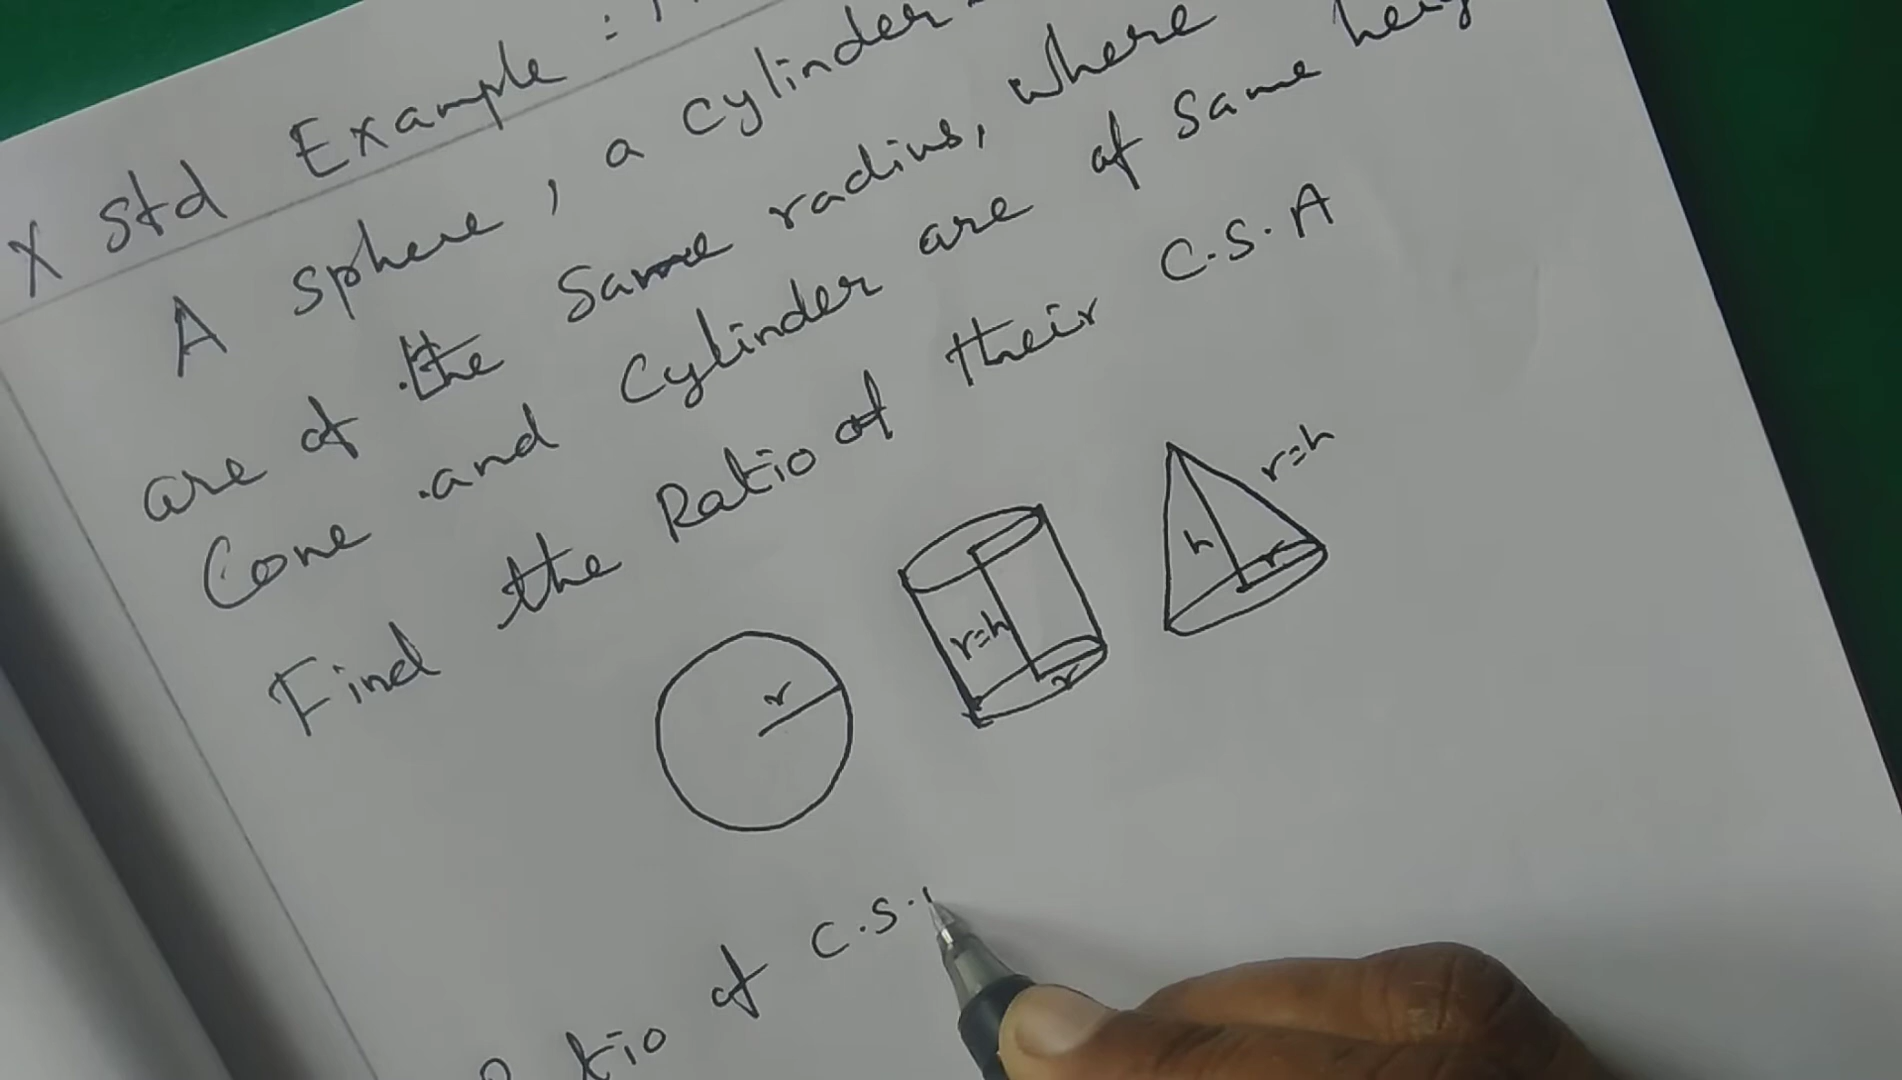 X Std Example :
A sphere, a cylinder
are of the same radius, where
Cone and Cylinder are of same heig
Find the Ratio of their C.S.A
r
r=h
r
h
r
r=h
tio of C.S.